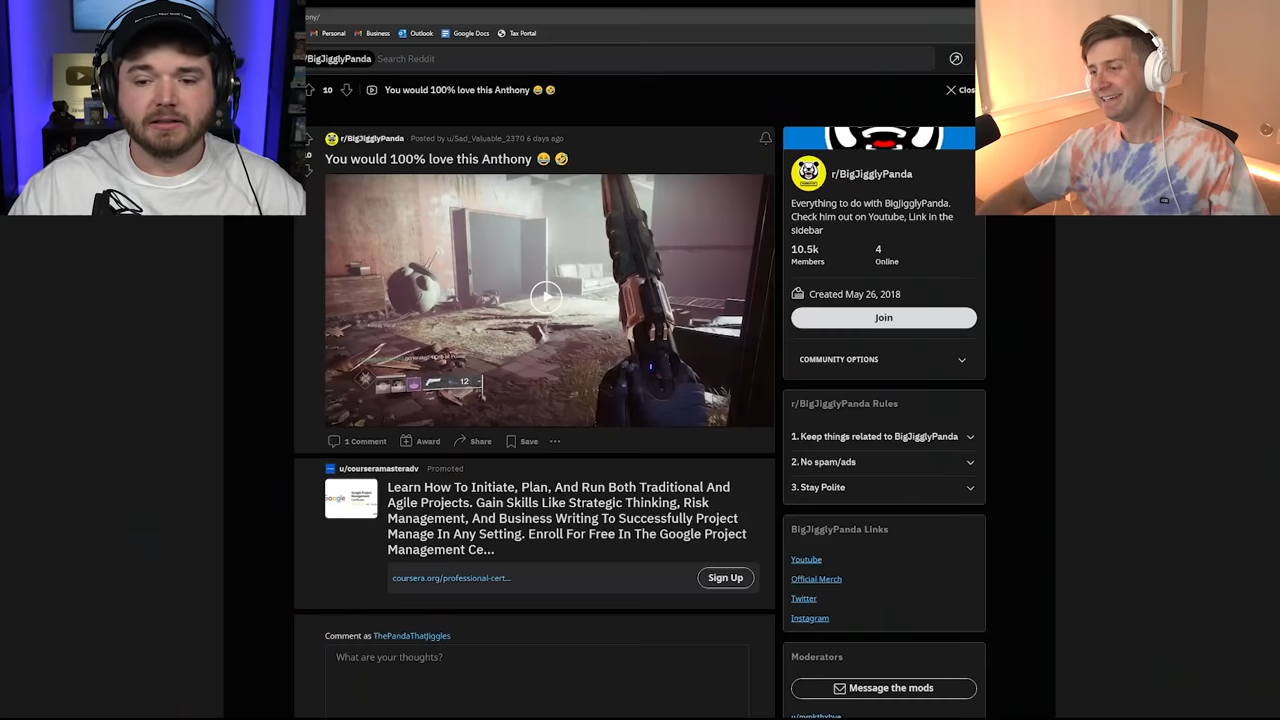 ony/
Personal
Business
Outlook
Google Docs
Tax Portal
/BigJigglyPanda
Search Reddit
10
You would 100% love this Anthony 😂 🤣
Clos
r/BigJigglyPanda · Posted by u/Sad_Valuable_2370 6 days ago
10
You would 100% love this Anthony 😂 🤣
12
1 Comment
Award
Share
Save
u/courseramasteradv Promoted
Learn How To Initiate, Plan, And Run Both Traditional And
Agile Projects. Gain Skills Like Strategic Thinking, Risk
Management, And Business Writing To Successfully Project
Manage In Any Setting. Enroll For Free In The Google Project
Management Ce...
Google
coursera.org/professional-cert...
Sign Up
Comment as ThePandaThatJiggles
What are your thoughts?
r/BigJigglyPanda
Everything to do with BigJigglyPanda.
Check him out on Youtube, Link in the
sidebar
10.5k
Members
4
Online
Created May 26, 2018
Join
COMMUNITY OPTIONS
r/BigJigglyPanda Rules
1. Keep things related to BigJigglyPanda
2. No spam/ads
3. Stay Polite
BigJigglyPanda Links
Youtube
Official Merch
Twitter
Instagram
Moderators
Message the mods